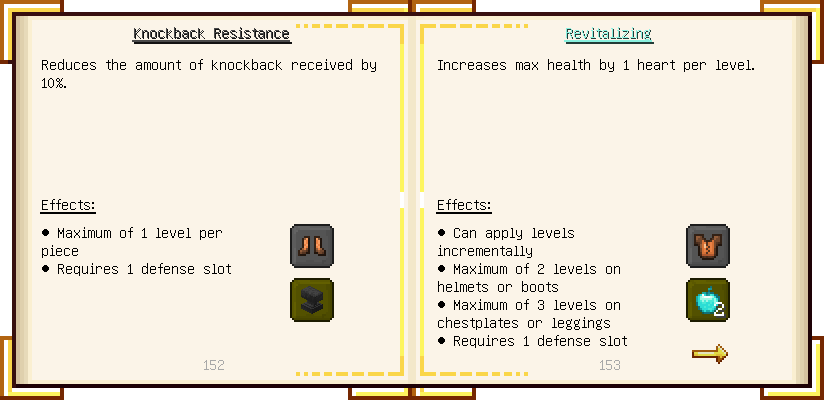 Knockback Resistance
Reduces the amount of knockback received by
10%.
Effects:
● Maximum of 1 level per
piece
● Requires 1 defense slot
152
Revitalizing
Increases max health by 1 heart per level.
Effects:
● Can apply levels
incrementally
● Maximum of 2 levels on
helmets or boots
● Maximum of 3 levels on
chestplates or leggings
● Requires 1 defense slot
2
153